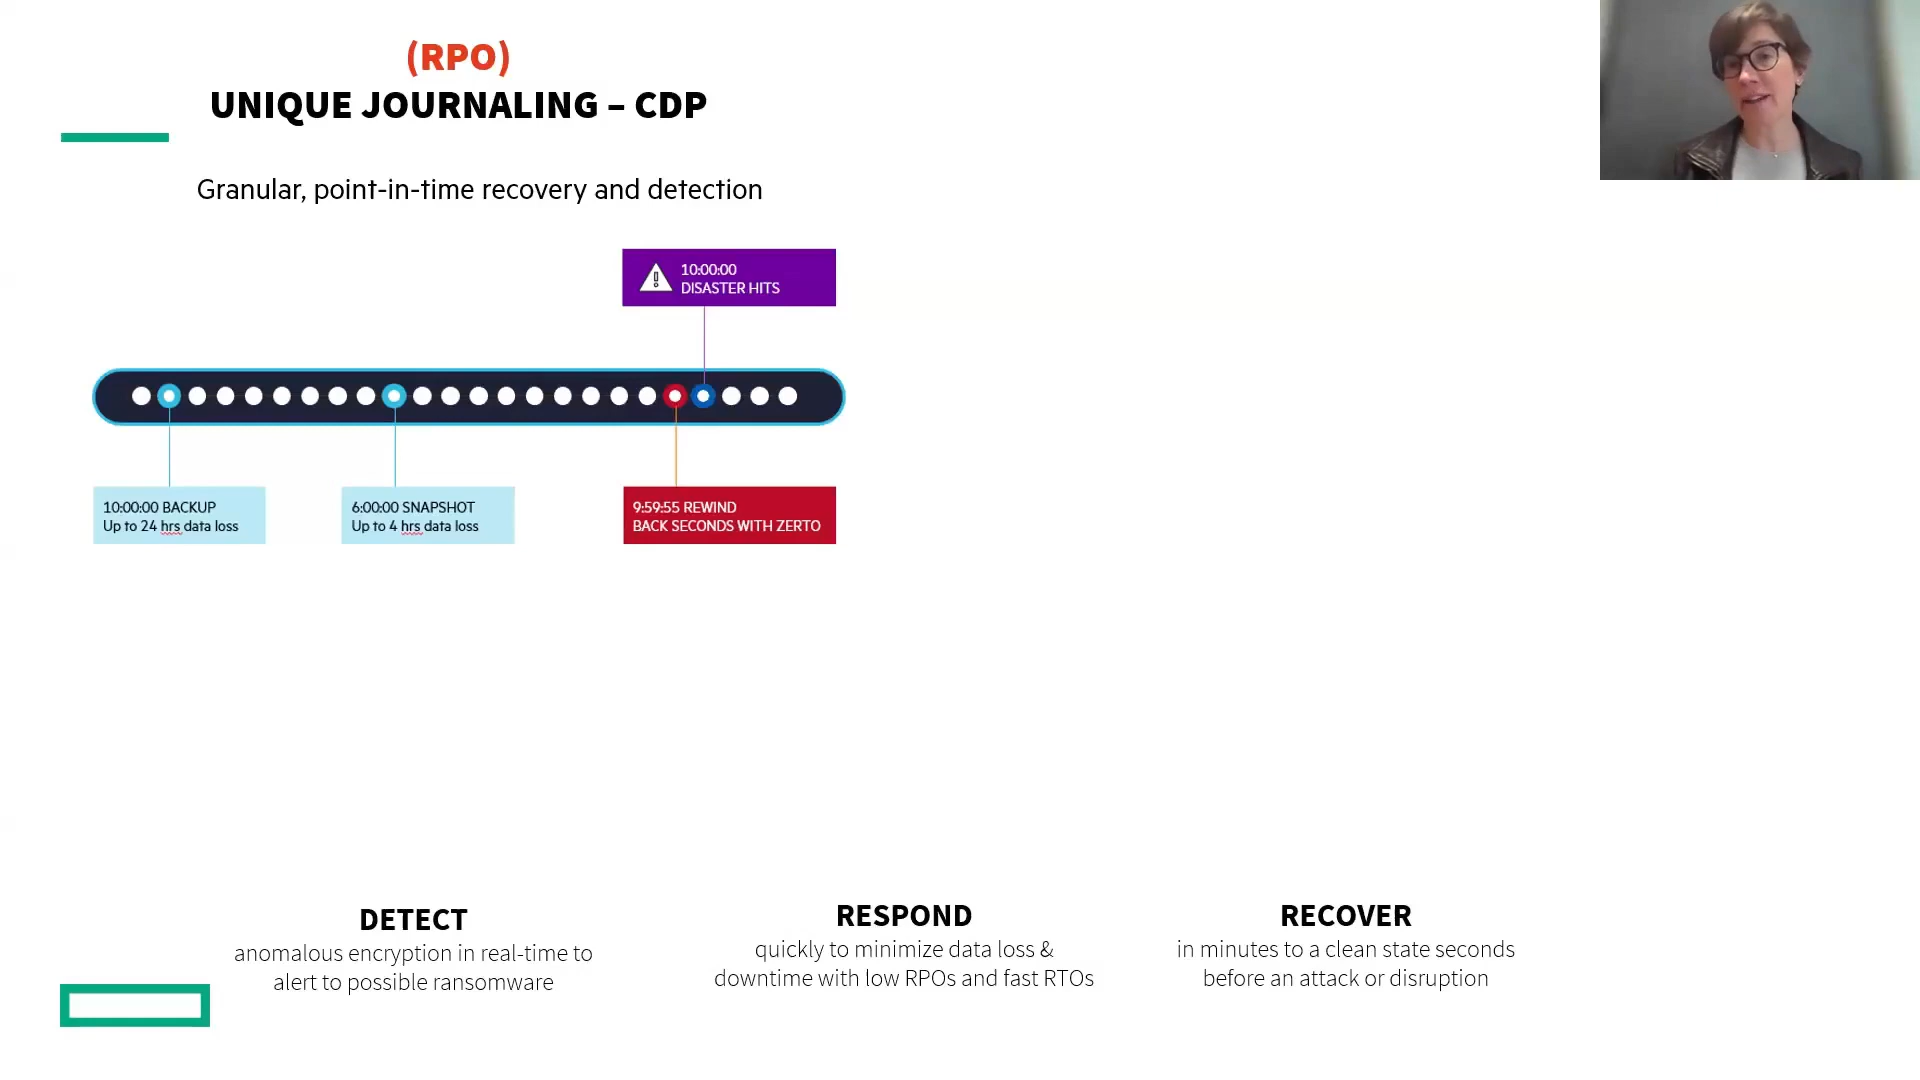 (RPO)
UNIQUE JOURNALING – CDP
Granular, point-in-time recovery and detection
10:00:00
DISASTER HITS
10:00:00 BACKUP
Up to 24 hrs data loss
6:00:00 SNAPSHOT
Up to 4 hrs data loss
9:59:55 REWIND
BACK SECONDS WITH ZERTO
DETECT
anomalous encryption in real-time to
alert to possible ransomware
RESPOND
quickly to minimize data loss &
downtime with low RPOs and fast RTOs
RECOVER
in minutes to a clean state seconds
before an attack or disruption